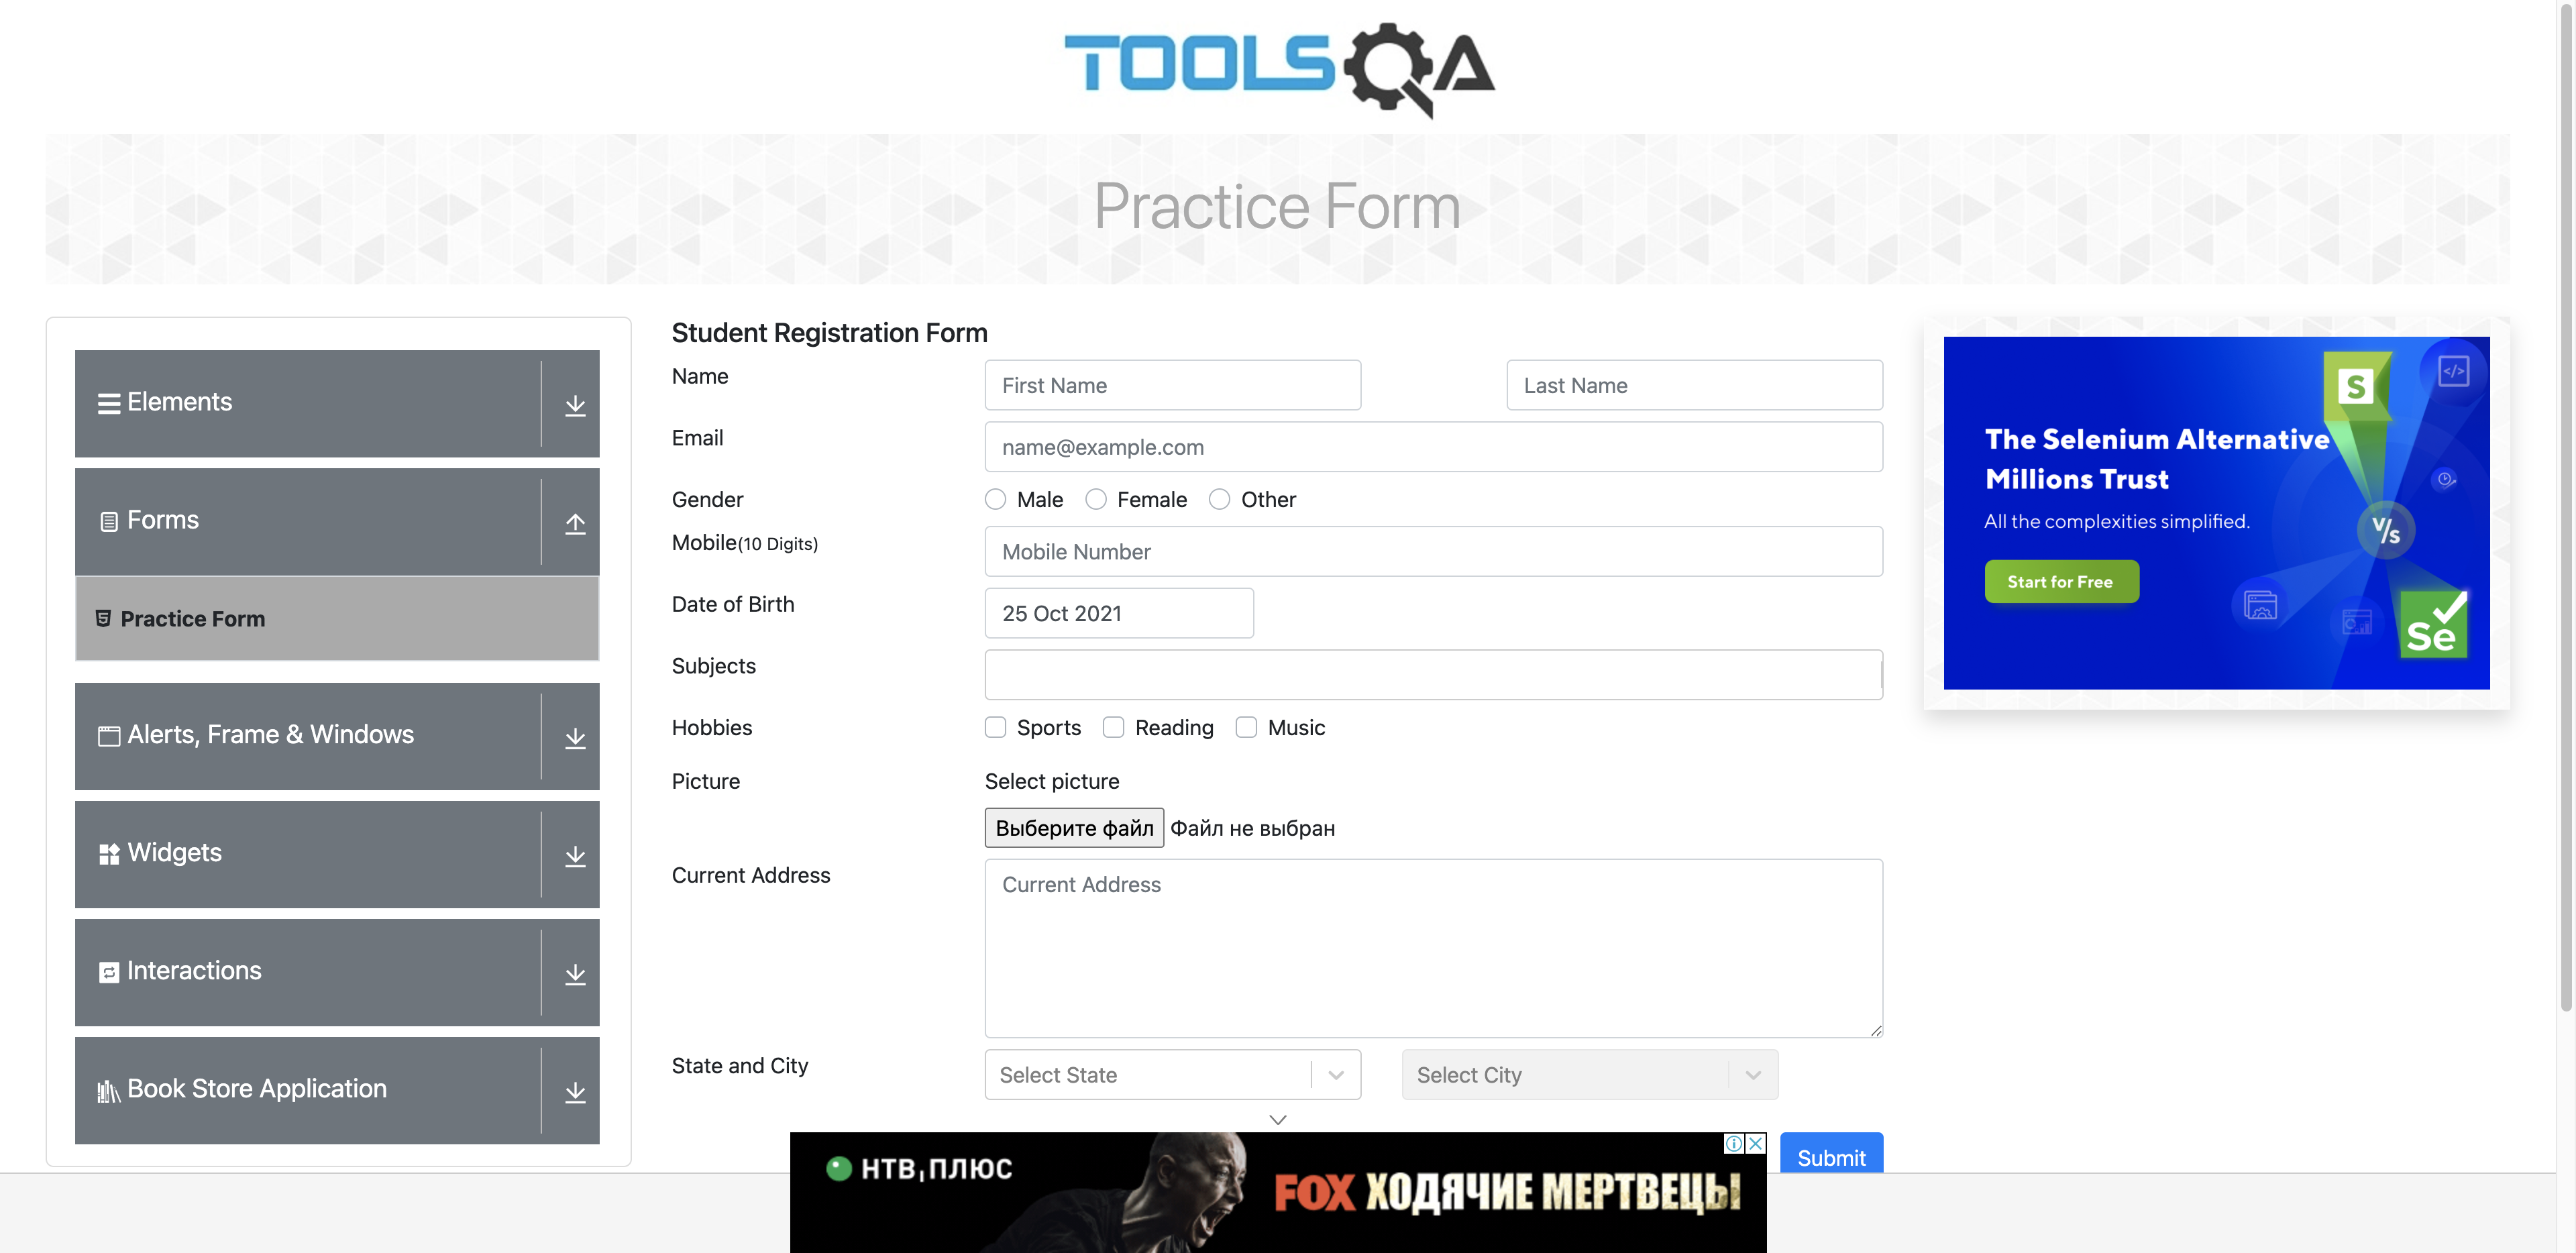 TOOLSQA
Practice Form
Elements
Forms
Practice Form
Alerts, Frame & Windows
Widgets
Interactions
Book Store Application
Student Registration Form
Name
First Name
Last Name
Email
name@example.com
Gender
Male
Female
Other
Mobile(10 Digits)
Mobile Number
Date of Birth
25 Oct 2021
Subjects
Hobbies
Sports
Reading
Music
Picture
Select picture
Выберите файл Файл не выбран
Current Address
Current Address
State and City
Select State
Select City
Submit
The Selenium Alternative
Millions Trust
All the complexities simplified.
Start for Free
S
</>
V/s
Se
НТВ ПЛЮС
FOX ХОДЯЧИЕ МЕРТВЕЦЫ